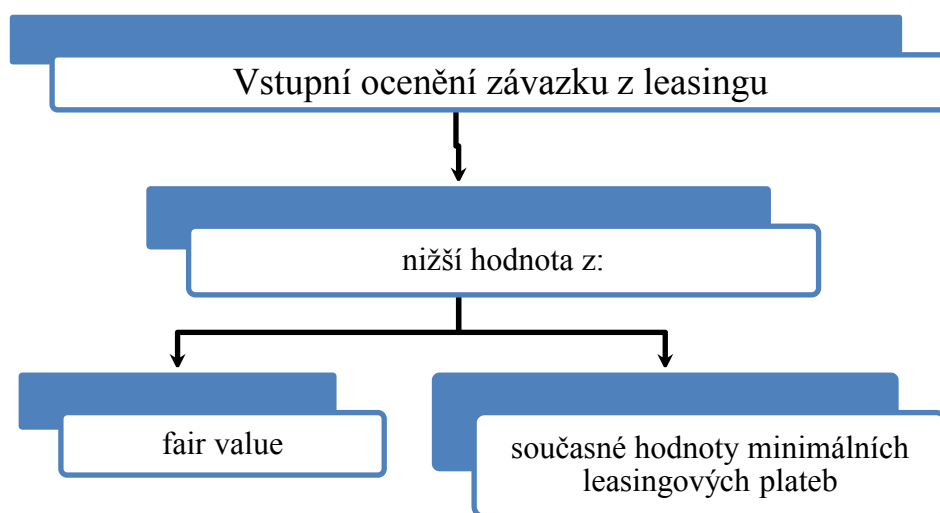 Vstupní ocenění závazku z leasingu
nižší hodnota z:
fair value
současné hodnoty minimálních
leasingových plateb